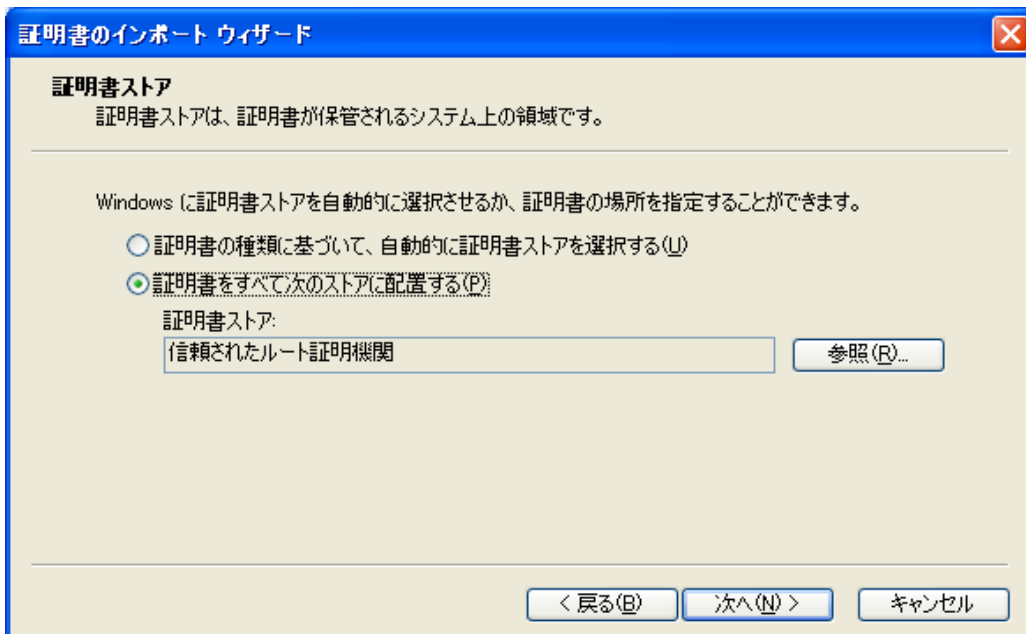 証明書のインポート ウィザード
証明書ストア
証明書ストアは、証明書が保管されるシステム上の領域です。
Windows に証明書ストアを自動的に選択させるか、証明書の場所を指定することができます。
証明書の種類に基づいて、自動的に証明書ストアを選択する(U)
証明書をすべて次のストアに配置する(P)
証明書ストア:
信頼されたルート証明機関
参照(R)...
< 戻る(B)
次へ(N) >
キャンセル